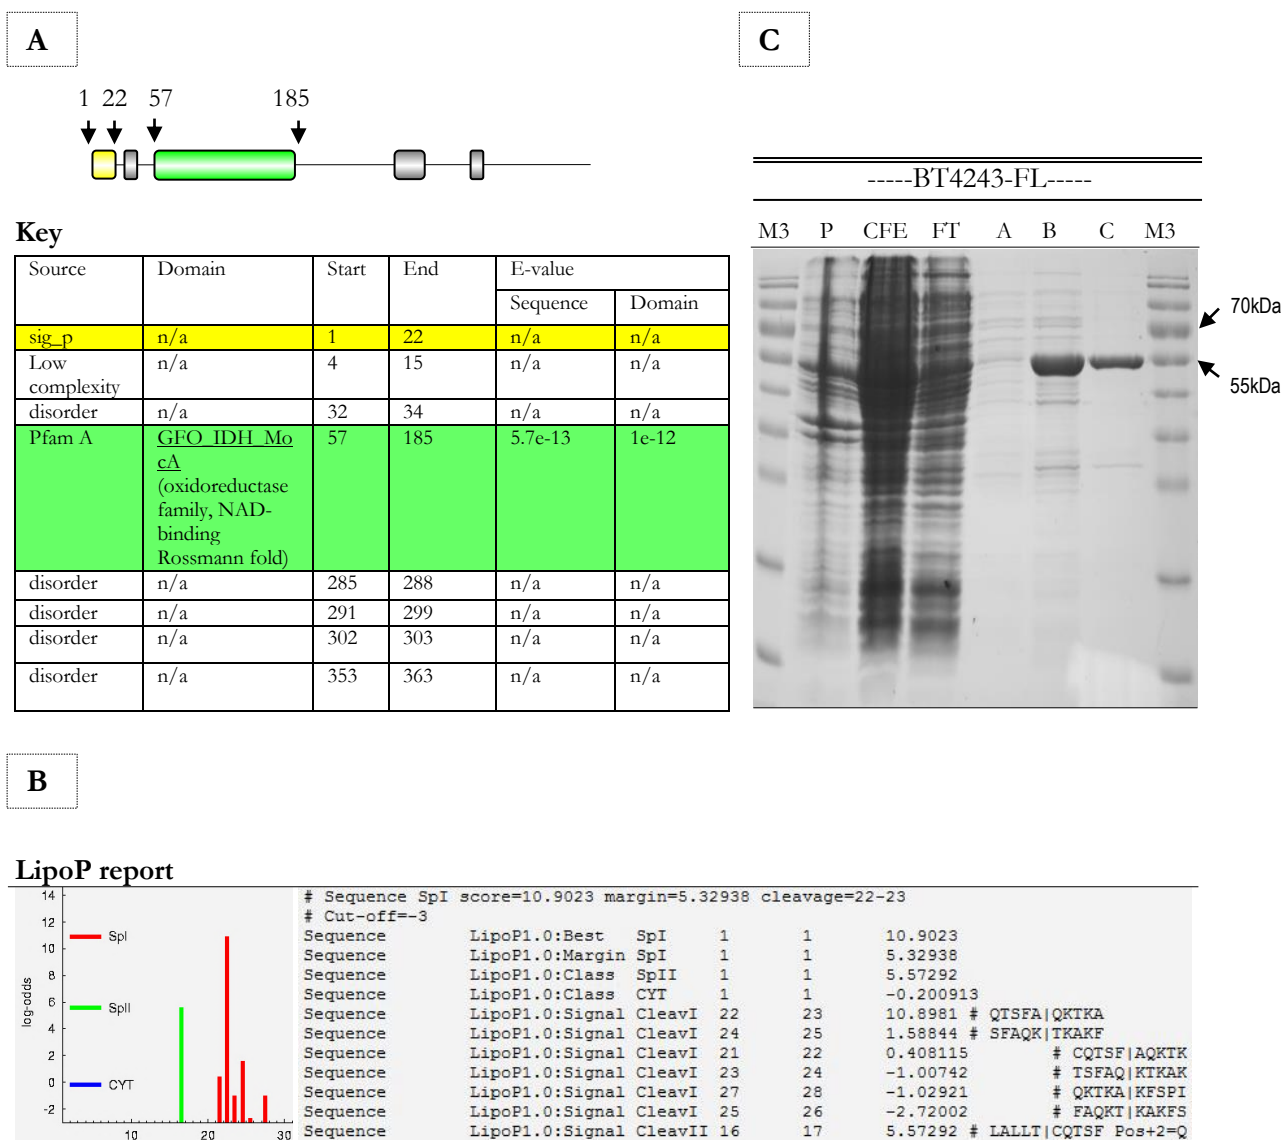 A
1 22 57 185
Key
Source Domain Start End E-value
Sequence Domain
sig_p n/a 1 22 n/a n/a
Low complexity n/a 4 15 n/a n/a
disorder n/a 32 34 n/a n/a
Pfam A GFO_IDH_Mo 57 185 5.7e-13 1e-12
cA
(oxidoreductase
family, NAD-
binding
Rossmann fold)
disorder n/a 285 288 n/a n/a
disorder n/a 291 299 n/a n/a
disorder n/a 302 303 n/a n/a
disorder n/a 353 363 n/a n/a
C
-----BT4243-FL-----
M3 P CFE FT A B C M3
70kDa
55kDa
B
LipoP report
14
12
10
8
6
4
2
0
-2
log-odds
SpI
SpII
CYT
10 20 30
# Sequence SpI score=10.9023 margin=5.32938 cleavage=22-23
# Cut-off=-3
Sequence LipoP1.0:Best SpI 1 1 10.9023
Sequence LipoP1.0:Margin SpI 1 1 5.32938
Sequence LipoP1.0:Class SpII 1 1 5.57292
Sequence LipoP1.0:Class CYT 1 1 -0.200913
Sequence LipoP1.0:Signal CleavI 22 23 10.8981 # QTSFA|QKTKA
Sequence LipoP1.0:Signal CleavI 24 25 1.58844 # SFAQK|TKAKF
Sequence LipoP1.0:Signal CleavI 21 22 0.408115 # CQTSF|AQKTK
Sequence LipoP1.0:Signal CleavI 23 24 -1.00742 # TSFAQ|KTKAK
Sequence LipoP1.0:Signal CleavI 27 28 -1.02921 # QKTKA|KFSPI
Sequence LipoP1.0:Signal CleavI 25 26 -2.72002 # FAQKT|KAKFS
Sequence LipoP1.0:Signal CleavII 16 17 5.57292 # LALLT|CQTSF Pos+2=Q